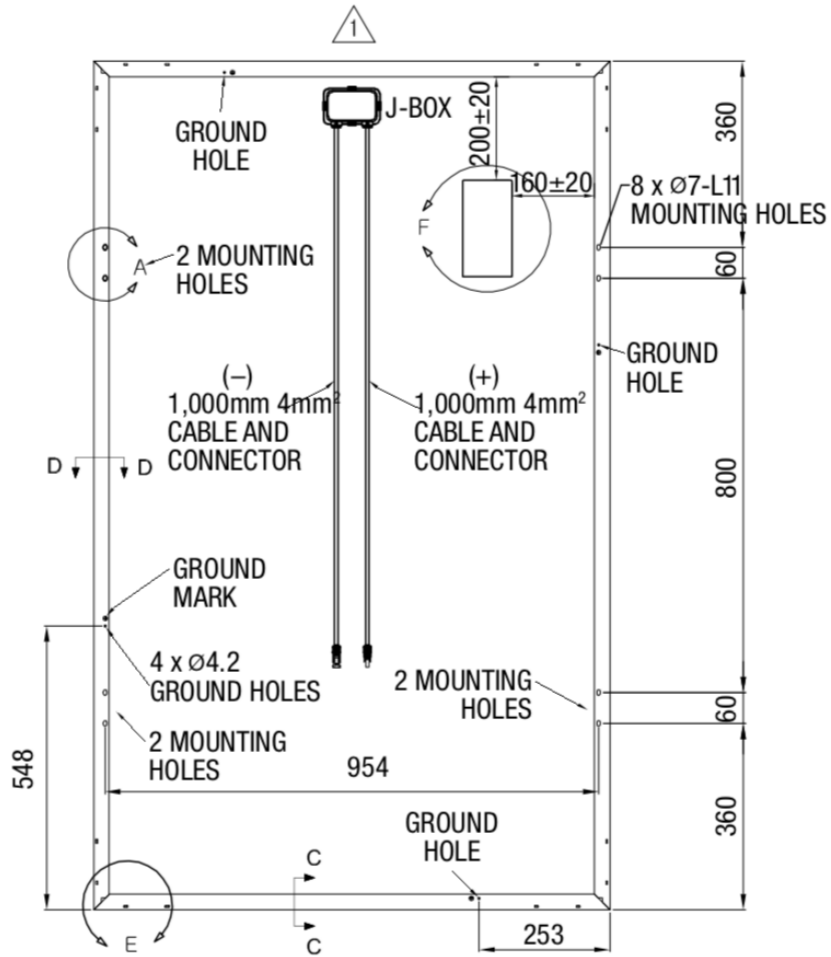 1
GROUND
HOLE
J-BOX
200±20
160±20
360
8 x Ø7-L11
MOUNTING HOLES
F
A
2 MOUNTING
HOLES
60
GROUND
HOLE
(–)
1,000mm 4mm²
CABLE AND
CONNECTOR
(+)
1,000mm 4mm²
CABLE AND
CONNECTOR
D
D
800
GROUND
MARK
4 x Ø4.2
GROUND HOLES
2 MOUNTING
HOLES
60
2 MOUNTING
HOLES
548
954
360
GROUND
HOLE
C
C
E
253